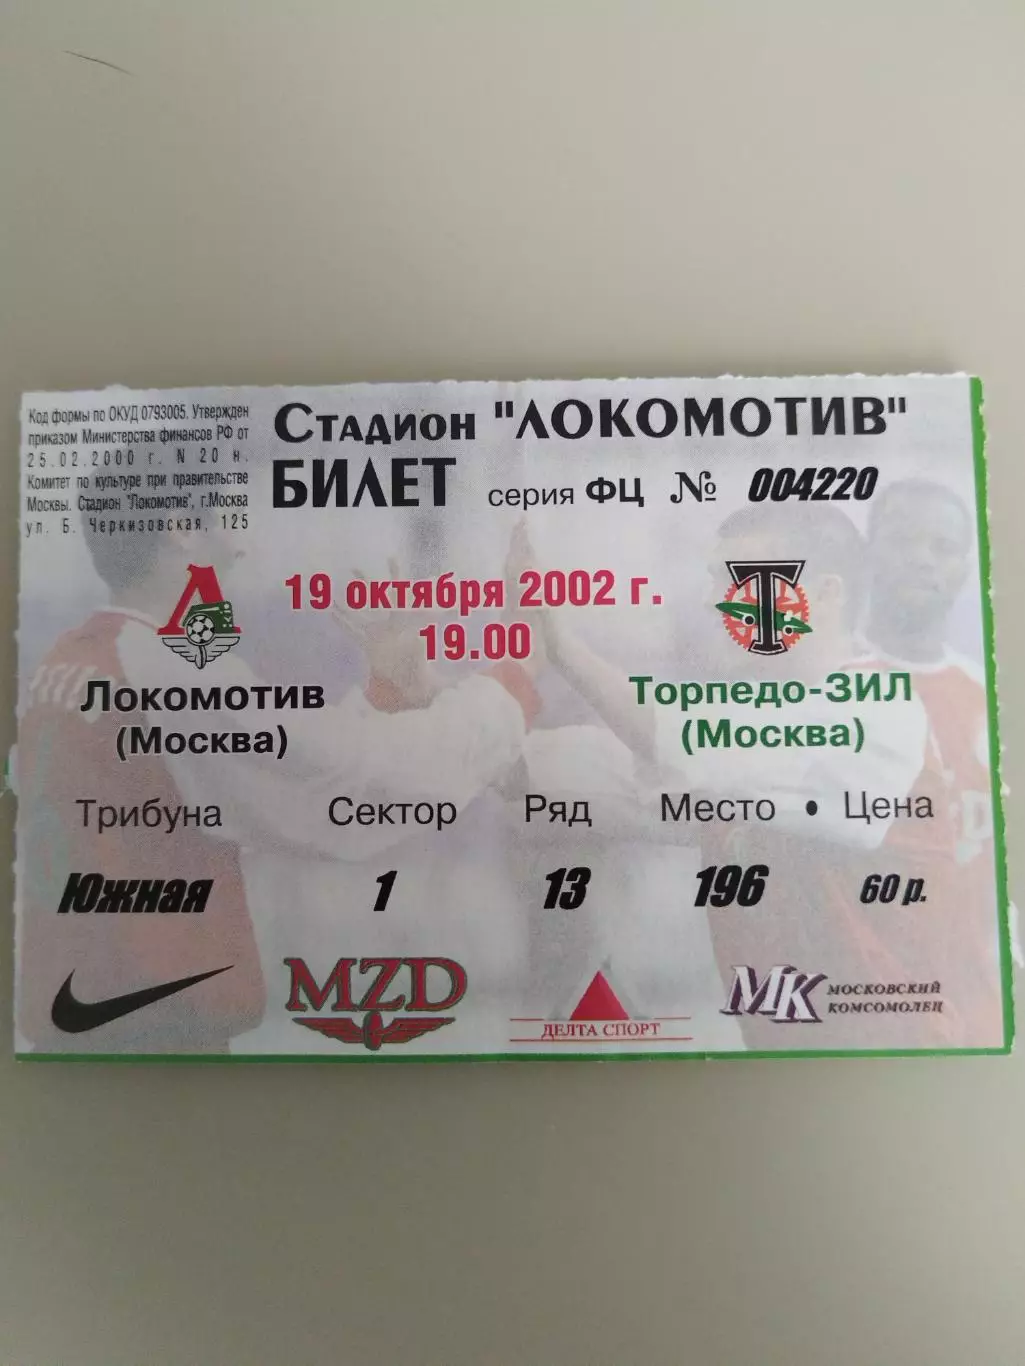 Код формы по ОКУД 0793005. Утвержден
приказом Министерства финансов РФ от
25.02.2000 г. N 20 н.
Комитет по культуре при правительстве
Москвы. Стадион "Локомотив", г.Москва
ул. Б. Черкизовская, 125
Стадион "ЛОКОМОТИВ"
БИЛЕТ серия ФЦ № 004220
19 октября 2002 г.
19.00
Локомотив
(Москва)
Торпедо-ЗИЛ
(Москва)
Трибуна Сектор Ряд Место • Цена
Южная 1 13 196 60 р.
MZD
ДЕЛТА СПОРТ
МК МОСКОВСКИЙ
КОМСОМОЛЕЦ